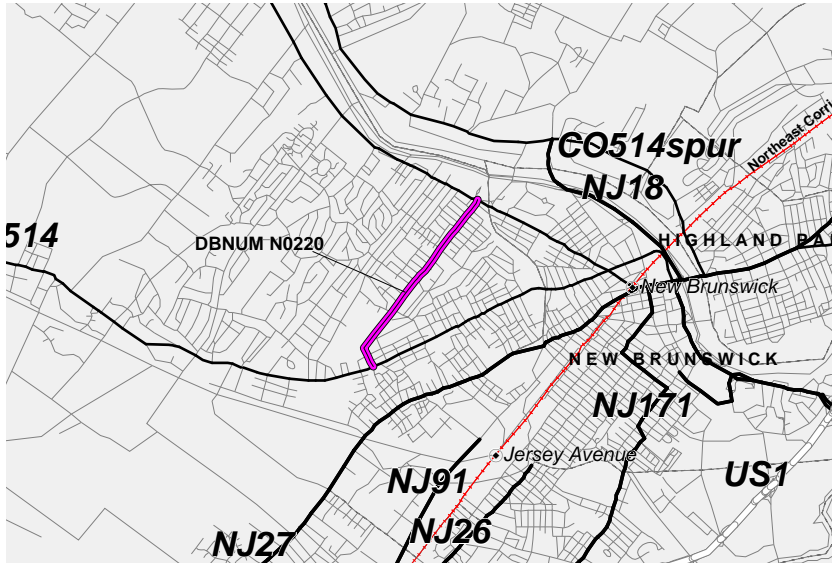 Northeast Corri
CO514spur
NJ18
514
DBNUM N0220
HIGHLAND PA
New Brunswick
NEW BRUNSWICK
NJ171
Jersey Avenue
US1
NJ91
NJ26
NJ27